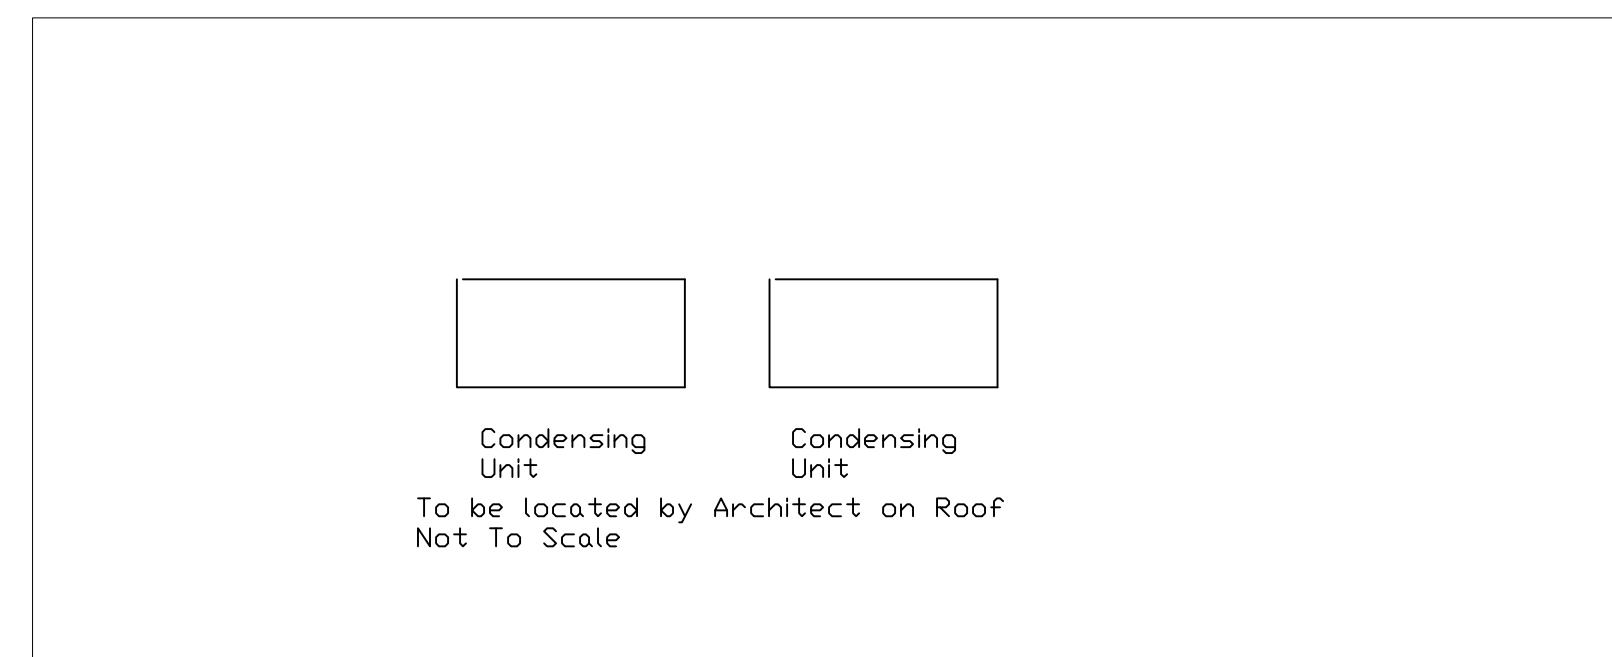 Condensing
Unit
Condensing
Unit
To be located by Architect on Roof
Not To Scale